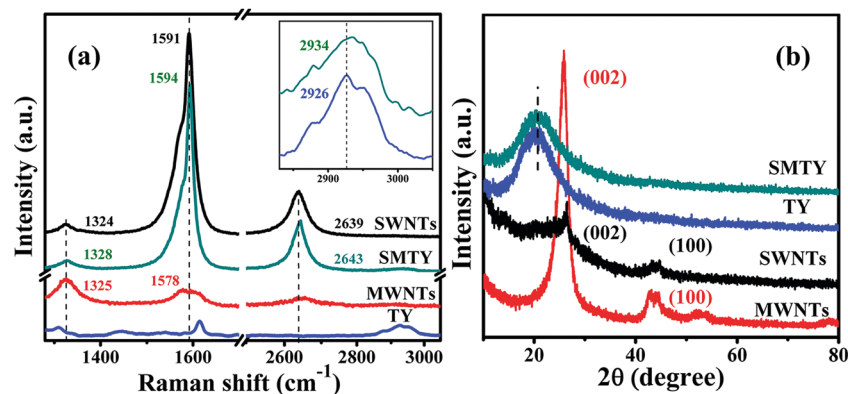 (a)
1591
1594
2934
2926
2900
3000
1324
2639
SWNTs
1328
2643
SMTY
1325
1578
MWNTs
TY
1400
1600
2600
2800
3000
Raman shift (cm⁻¹)
Intensity (a.u.)
(b)
(002)
SMTY
TY
(002)
(100)
SWNTs
(100)
MWNTs
20
40
60
80
2θ (degree)
Intensity (a.u.)